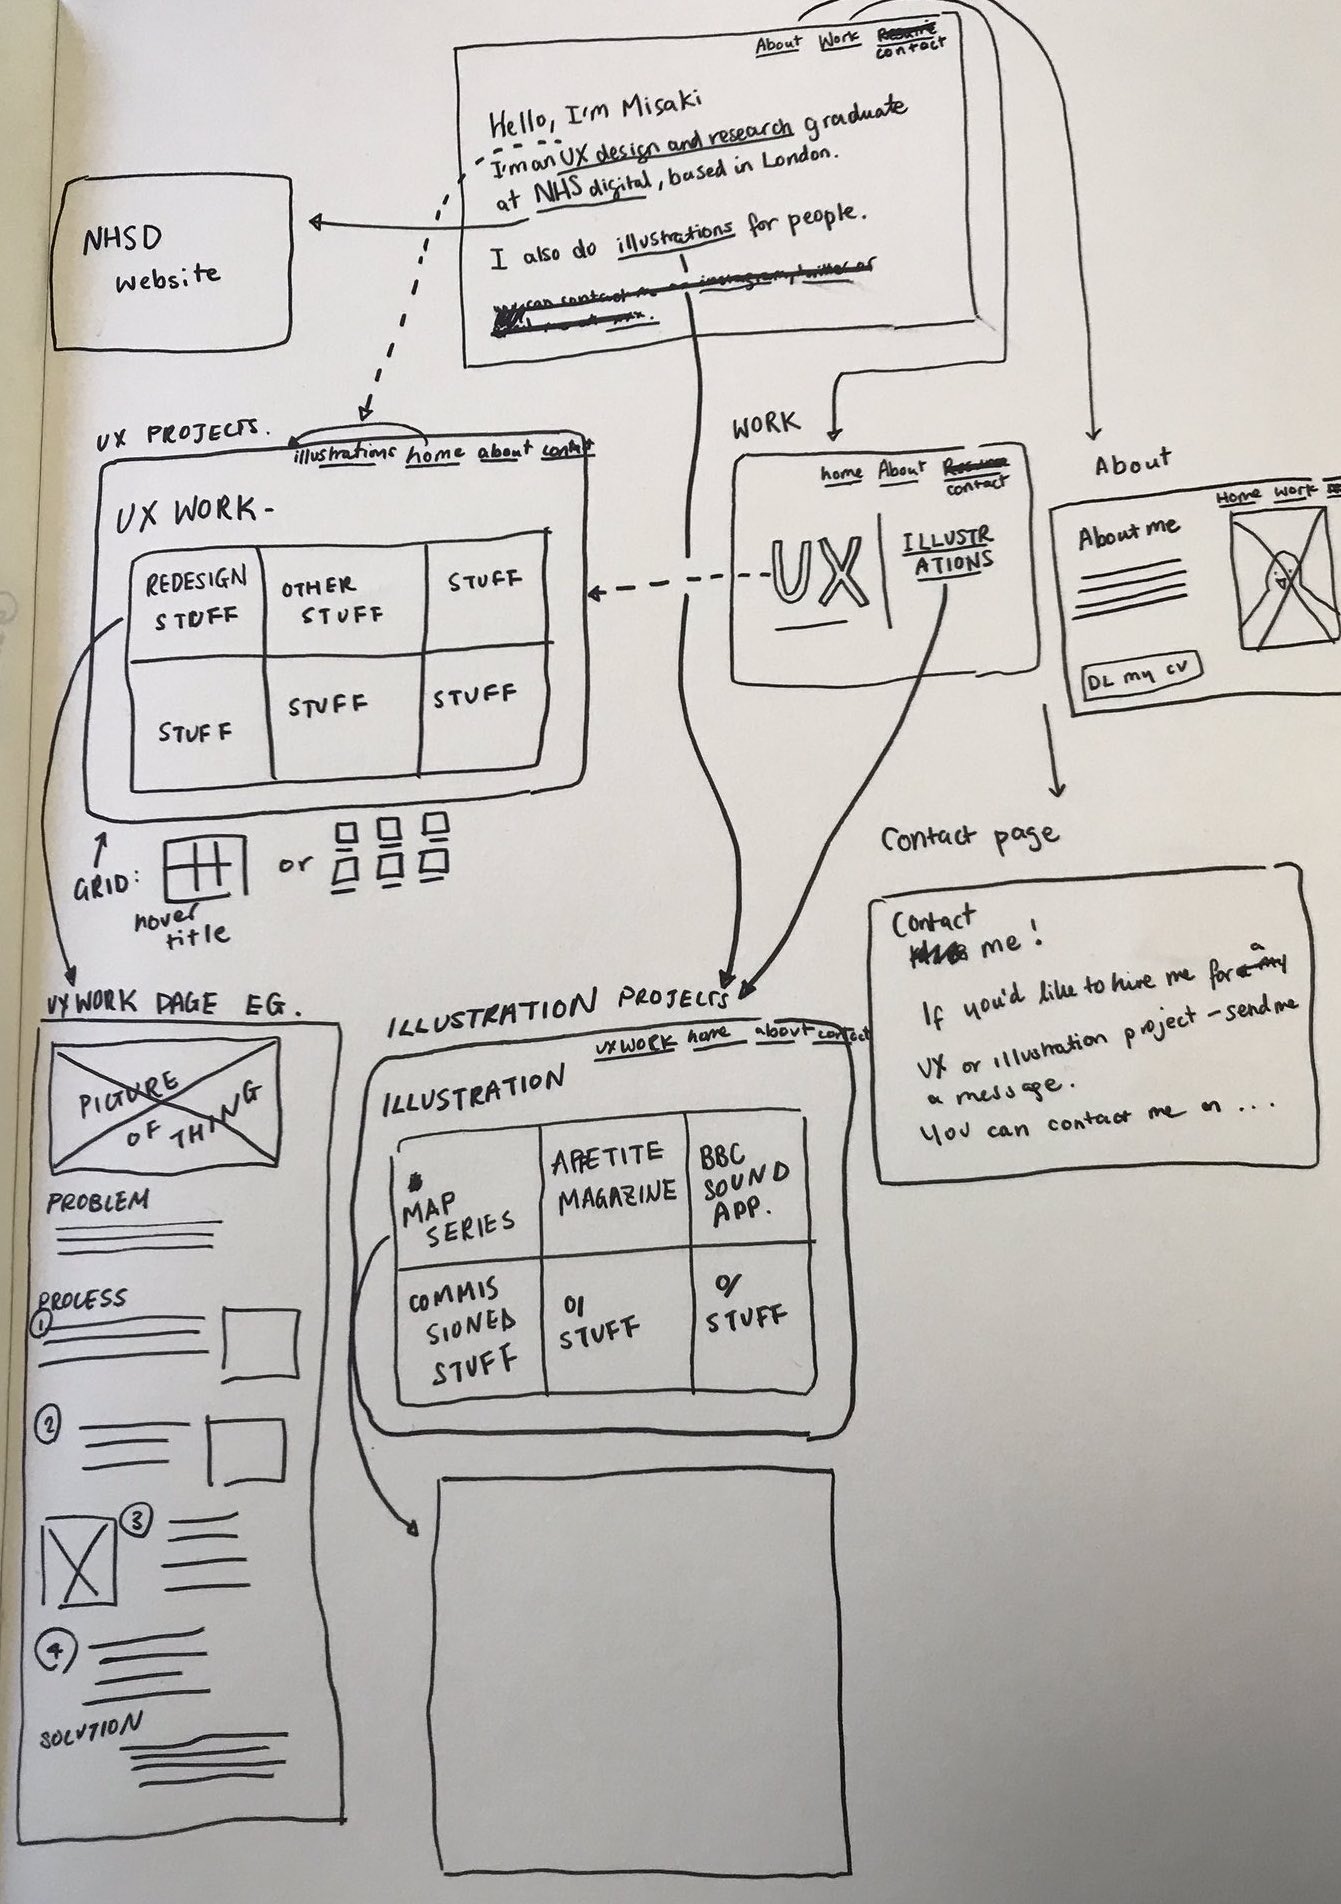 About Work Resume
contact
Hello, I'm Misaki
I'm an UX design and research graduate
at NHS digital, based in London.
I also do illustrations for people.
can contact me on instagram, twitter or
NHSD
website
UX PROJECTS.
illustrations home about contact
UX WORK-
REDESIGN
STUFF
OTHER
STUFF
STUFF
STUFF
STUFF
STUFF
GRID:
or
hover
title
WORK
home About Resume
contact
UX
ILLUSTR
ATIONS
About
Home Work
About me
DL my CV
Contact page
Contact
me!
If you'd like to hire me for a
UX or illustration project - send me
a message.
You can contact me on ...
UX WORK PAGE EG.
PICTURE
OF THING
PROBLEM
PROCESS
1
2
3
4
SOLUTION
ILLUSTRATION PROJECTS
UX WORK home about contact
ILLUSTRATION
MAP
SERIES
APETITE
MAGAZINE
BBC
SOUND
APP.
COMMIS
SIONED
STUFF
O/
STUFF
O/
STUFF